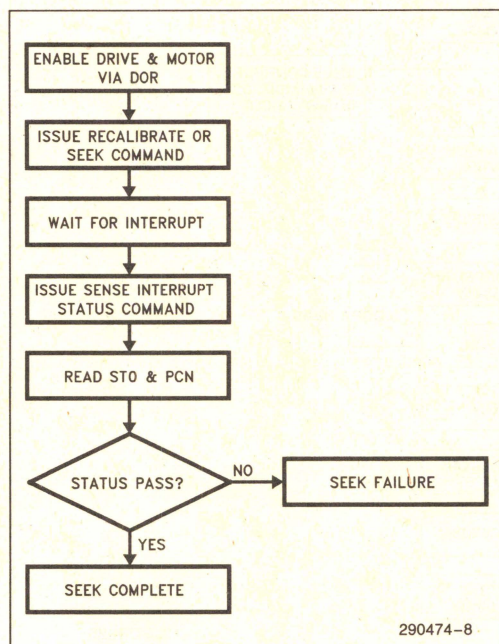 ENABLE DRIVE & MOTOR
VIA DOR
ISSUE RECALIBRATE OR
SEEK COMMAND
WAIT FOR INTERRUPT
ISSUE SENSE INTERRUPT
STATUS COMMAND
READ ST0 & PCN
STATUS PASS?
NO
SEEK FAILURE
YES
SEEK COMPLETE
290474-8